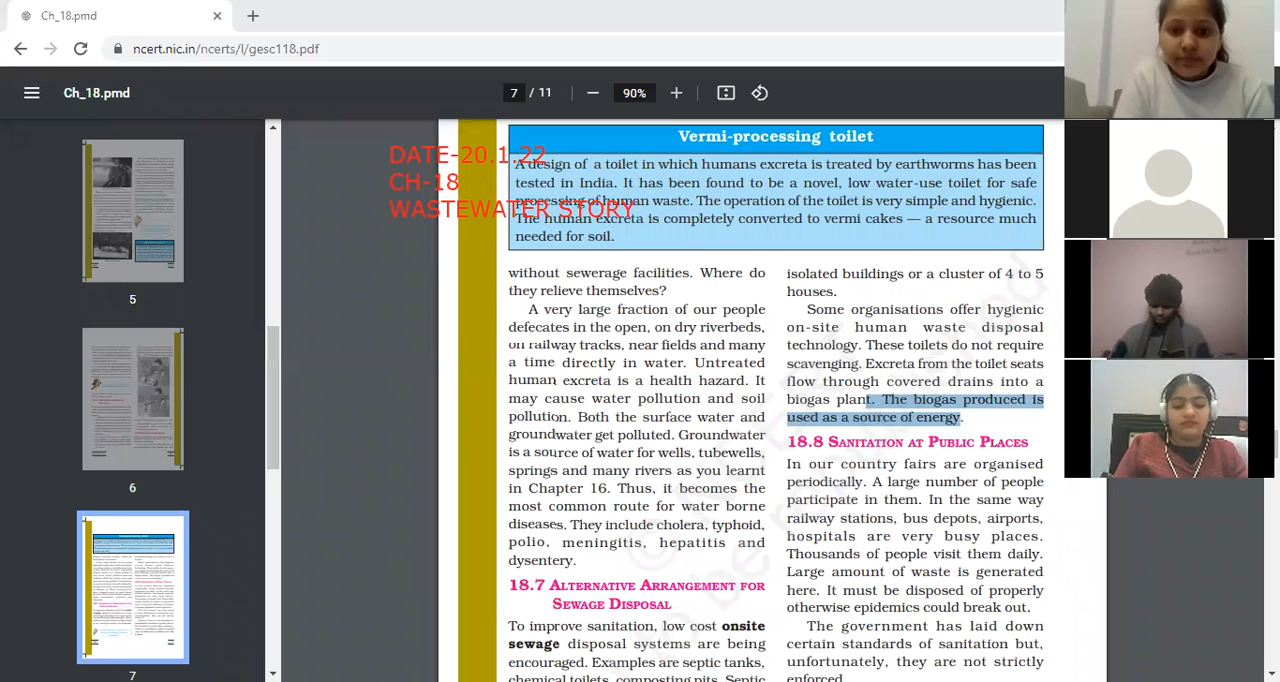 Ch_18.pmd
ncert.nic.in/ncerts/l/gesc118.pdf
Ch_18.pmd
7 / 11
90%
5
6
7
DATE-20.1.22
CH-18
WASTEWATER STORY
Vermi-processing toilet
A design of a toilet in which humans excreta is treated by earthworms has been
tested in India. It has been found to be a novel, low water-use toilet for safe
processing of human waste. The operation of the toilet is very simple and hygienic.
The human excreta is completely converted to vermi cakes — a resource much
needed for soil.
without sewerage facilities. Where do
they relieve themselves?
A very large fraction of our people
defecates in the open, on dry riverbeds,
on railway tracks, near fields and many
a time directly in water. Untreated
human excreta is a health hazard. It
may cause water pollution and soil
pollution. Both the surface water and
groundwater get polluted. Groundwater
is a source of water for wells, tubewells,
springs and many rivers as you learnt
in Chapter 16. Thus, it becomes the
most common route for water borne
diseases. They include cholera, typhoid,
polio, meningitis, hepatitis and
dysentery.
18.7 ALTERNATIVE ARRANGEMENT FOR
SEWAGE DISPOSAL
To improve sanitation, low cost onsite
sewage disposal systems are being
encouraged. Examples are septic tanks,
chemical toilets, composting pits. Septic
isolated buildings or a cluster of 4 to 5
houses.
Some organisations offer hygienic
on-site human waste disposal
technology. These toilets do not require
scavenging. Excreta from the toilet seats
flow through covered drains into a
biogas plant. The biogas produced is
used as a source of energy.
18.8 SANITATION AT PUBLIC PLACES
In our country fairs are organised
periodically. A large number of people
participate in them. In the same way
railway stations, bus depots, airports,
hospitals are very busy places.
Thousands of people visit them daily.
Large amount of waste is generated
here. It must be disposed of properly
otherwise epidemics could break out.
The government has laid down
certain standards of sanitation but,
unfortunately, they are not strictly
enforced.